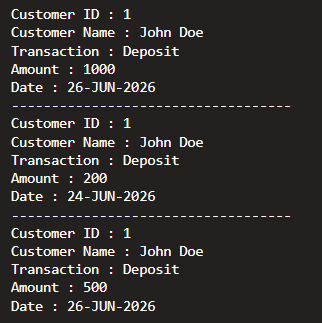 Customer ID : 1
Customer Name : John Doe
Transaction : Deposit
Amount : 1000
Date : 26-JUN-2026
-----------------------------------
Customer ID : 1
Customer Name : John Doe
Transaction : Deposit
Amount : 200
Date : 24-JUN-2026
-----------------------------------
Customer ID : 1
Customer Name : John Doe
Transaction : Deposit
Amount : 500
Date : 26-JUN-2026